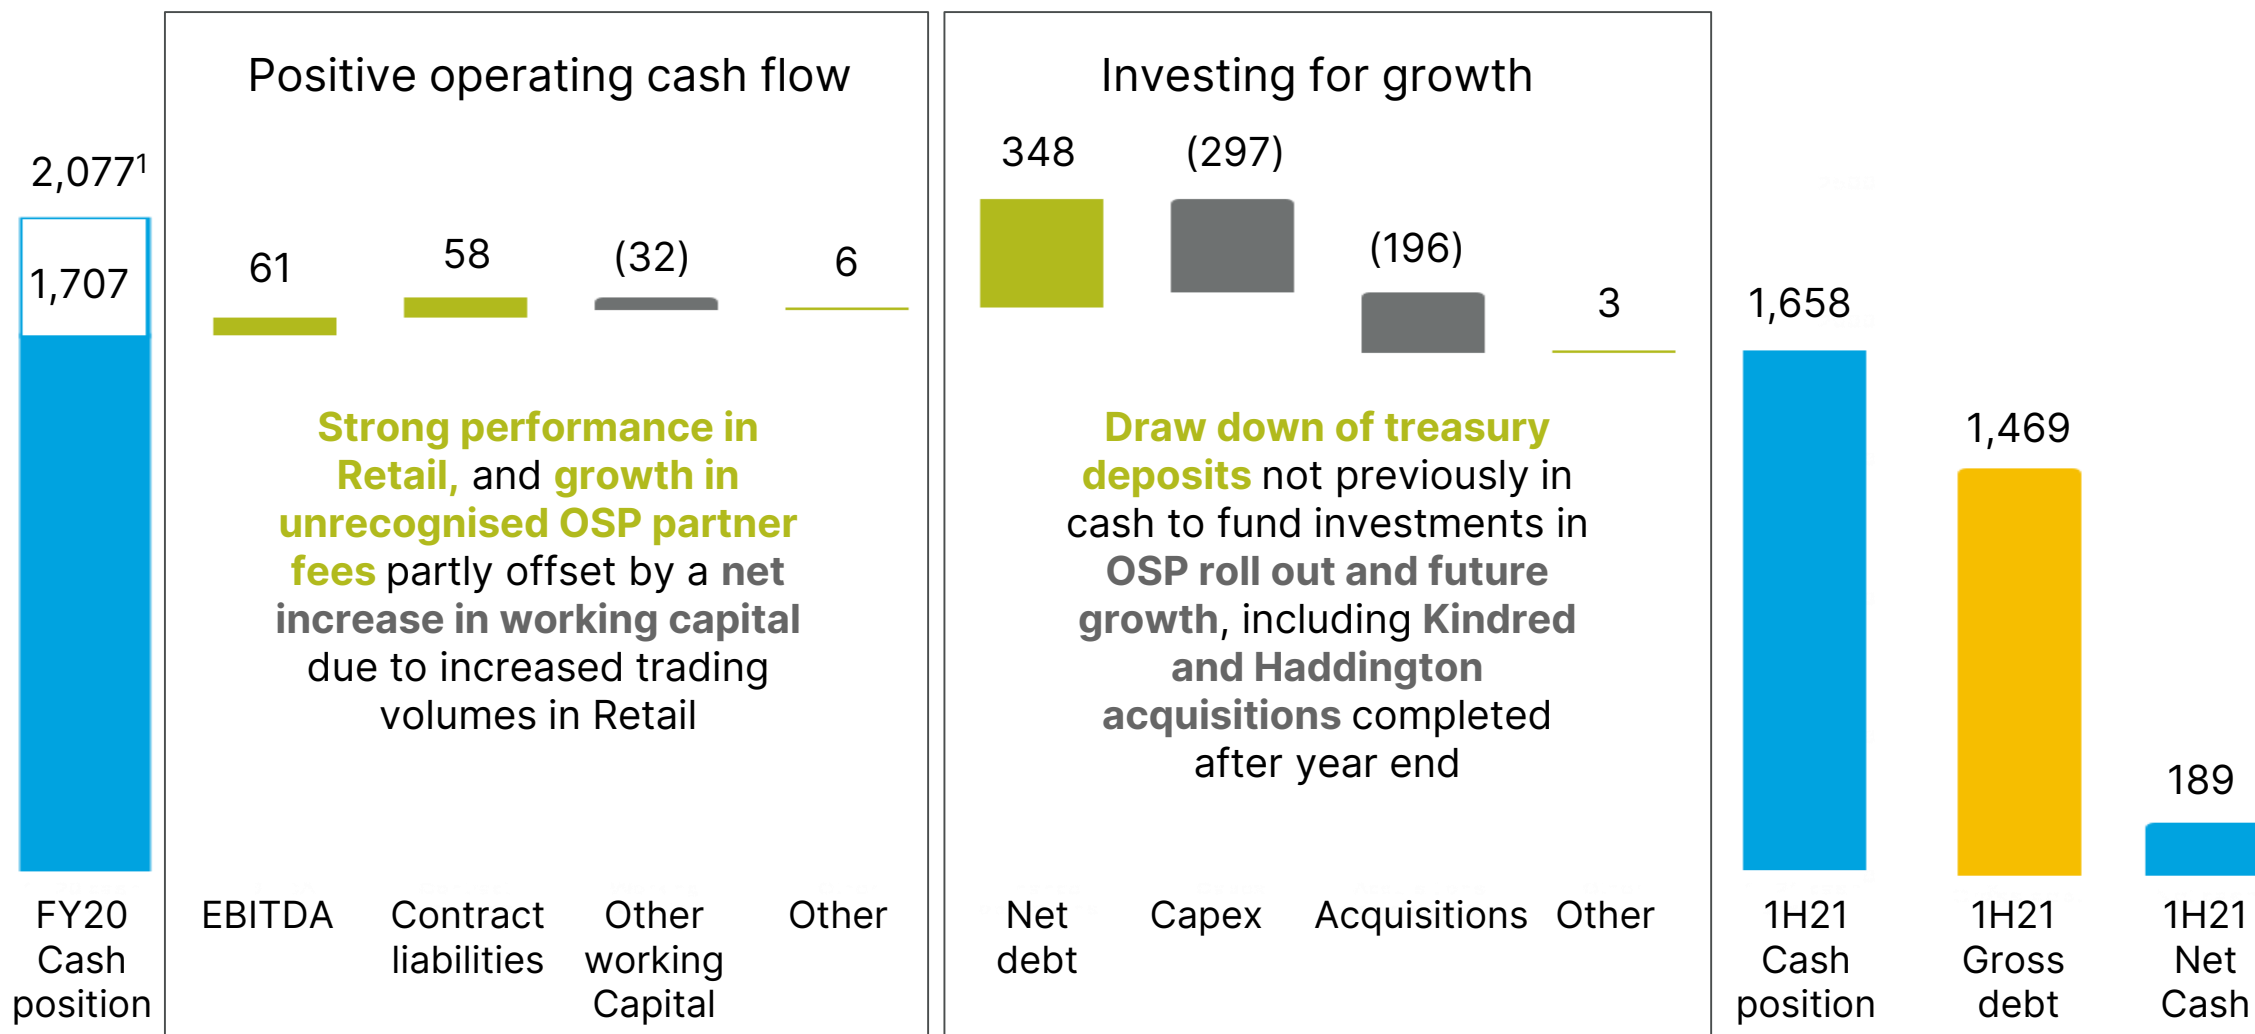 2,077¹
1,707
FY20
Cash
position
Positive operating cash flow
61
58
(32)
6
Strong performance in
Retail, and growth in
unrecognised OSP partner
fees partly offset by a net
increase in working capital
due to increased trading
volumes in Retail
EBITDA
Contract
liabilities
Other
working
Capital
Other
Investing for growth
348
(297)
(196)
3
Draw down of treasury
deposits not previously in
cash to fund investments in
OSP roll out and future
growth, including Kindred
and Haddington
acquisitions completed
after year end
Net
debt
Capex
Acquisitions
Other
1,658
1H21
Cash
position
1,469
1H21
Gross
debt
189
1H21
Net
Cash